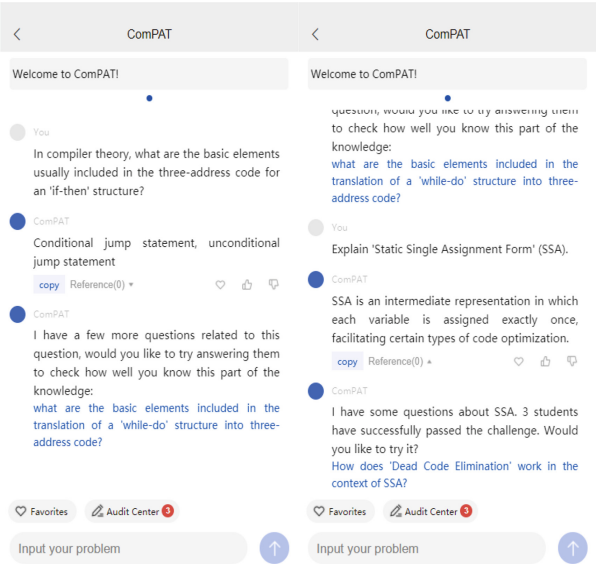 ComPAT
Welcome to ComPAT!
You
In compiler theory, what are the basic elements
usually included in the three-address code for
an 'if-then' structure?
ComPAT
Conditional jump statement, unconditional
jump statement
copy Reference(0)
ComPAT
I have a few more questions related to this
question, would you like to try answering them
to check how well you know this part of the
knowledge:
what are the basic elements included in the
translation of a 'while-do' structure into three-
address code?
Favorites Audit Center 3
Input your problem
ComPAT
Welcome to ComPAT!
question, would you like to try answering them
to check how well you know this part of the
knowledge:
what are the basic elements included in the
translation of a 'while-do' structure into three-
address code?
You
Explain 'Static Single Assignment Form' (SSA).
ComPAT
SSA is an intermediate representation in which
each variable is assigned exactly once,
facilitating certain types of code optimization.
copy Reference(0)
ComPAT
I have some questions about SSA. 3 students
have successfully passed the challenge. Would
you like to try it?
How does 'Dead Code Elimination' work in the
context of SSA?
Favorites Audit Center 3
Input your problem